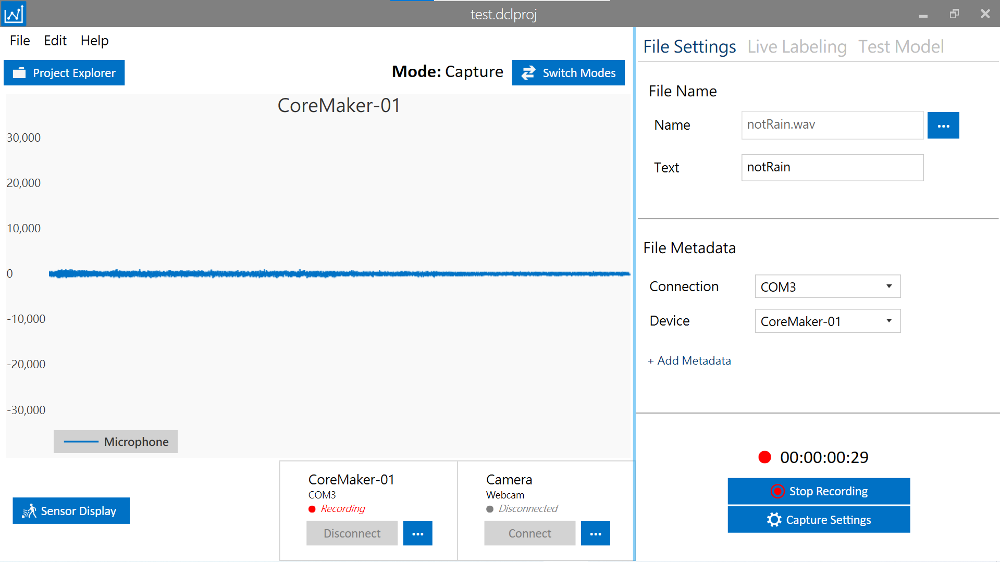 test.dclproj
File Edit Help
Project Explorer
Mode: Capture
Switch Modes
CoreMaker-01
30,000
20,000
10,000
0
-10,000
-20,000
-30,000
Microphone
Sensor Display
CoreMaker-01
COM3
Recording
Disconnect
...
Camera
Webcam
Disconnected
Connect
...
File Settings Live Labeling Test Model
File Name
Name notRain.wav ...
Text notRain
File Metadata
Connection COM3
Device CoreMaker-01
+ Add Metadata
00:00:00:29
Stop Recording
Capture Settings